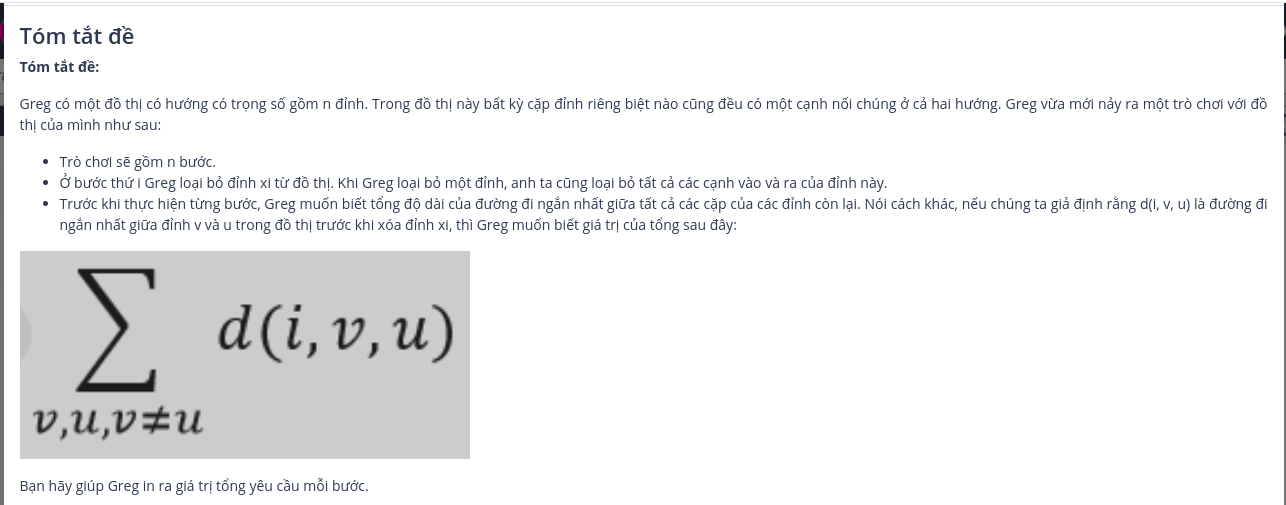 Tóm tắt đề
Tóm tắt đề:
Greg có một đồ thị có hướng có trọng số gồm n đỉnh. Trong đồ thị này bất kỳ cặp đỉnh riêng biệt nào cũng đều có một cạnh nối chúng ở cả hai hướng. Greg vừa mới nảy ra một trò chơi với đồ
thị của mình như sau:
• Trò chơi sẽ gồm n bước.
• Ở bước thứ i Greg loại bỏ đỉnh xi từ đồ thị. Khi Greg loại bỏ một đỉnh, anh ta cũng loại bỏ tất cả các cạnh vào và ra của đỉnh này.
• Trước khi thực hiện từng bước, Greg muốn biết tổng độ dài của đường đi ngắn nhất giữa tất cả các cặp của các đỉnh còn lại. Nói cách khác, nếu chúng ta giả định rằng d(i, v, u) là đường đi
ngắn nhất giữa đỉnh v và u trong đồ thị trước khi xóa đỉnh xi, thì Greg muốn biết giá trị của tổng sau đây:
∑ d(i, v, u)
v,u,v≠u
Bạn hãy giúp Greg in ra giá trị tổng yêu cầu mỗi bước.